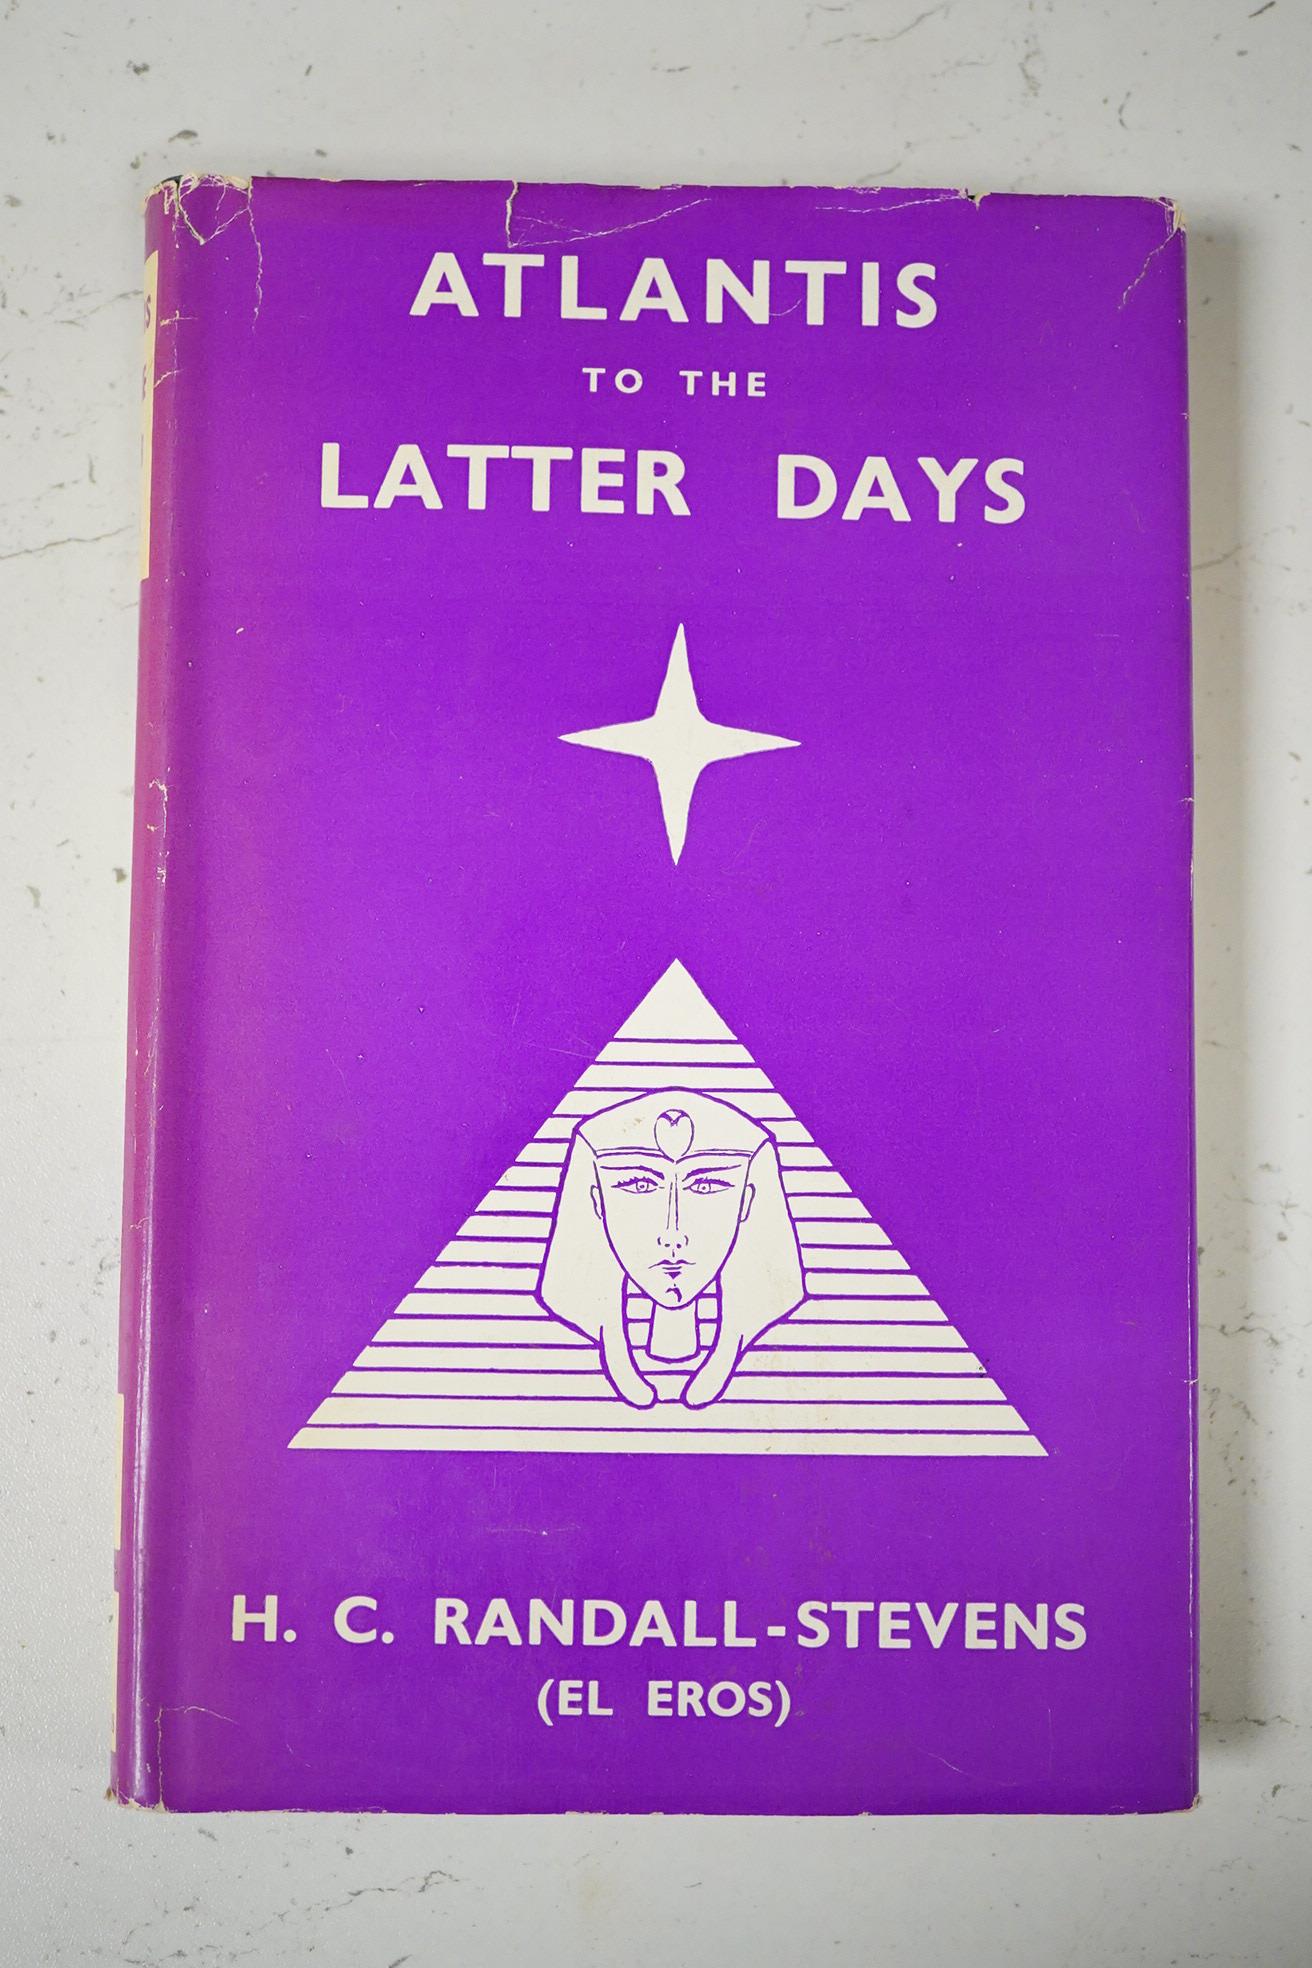 ATLANTIS
TO THE
LATTER DAYS
H. C. RANDALL-STEVENS
(EL EROS)